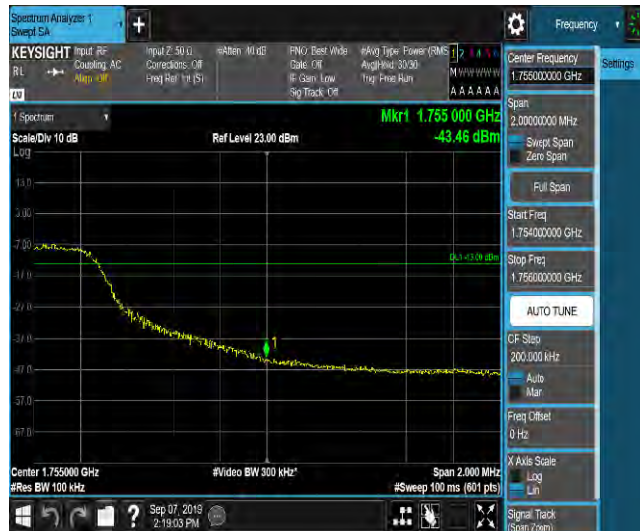 Spectrum Analyzer 1
Swept SA
Frequency
KEYSIGHT
RL
Input: RF
Coupling: AC
Align: Off
Input Z: 50 Ω
Corrections: Off
Freq Ref: Int (S)
#Atten: 40 dB
PNO: Best Wide
Gate: Off
IF Gain: Low
Sig Track: Off
#Avg Type: Power (RMS
Avg|Hold: 30/30
Trig: Free Run
1 2 3 4 5 6
M W W W W W
A A A A A A
LXI
1 Spectrum
Scale/Div 10 dB
Log
Ref Level 23.00 dBm
Mkr1 1.755 000 GHz
-43.46 dBm
13.0
3.00
-7.00
DL1 -13.00 dBm
-17.0
-27.0
-37.0
-47.0
-57.0
-67.0
1
Center 1.755000 GHz
#Res BW 100 kHz
#Video BW 300 kHz*
Span 2.000 MHz
#Sweep 100 ms (601 pts)
Sep 07, 2019
2:19:03 PM
?
Settings
Center Frequency
1.755000000 GHz
Span
2.00000000 MHz
Swept Span
Zero Span
Full Span
Start Freq
1.754000000 GHz
Stop Freq
1.756000000 GHz
AUTO TUNE
CF Step
200.000 kHz
Auto
Man
Freq Offset
0 Hz
X Axis Scale
Log
Lin
Signal Track
(Span Zoom)